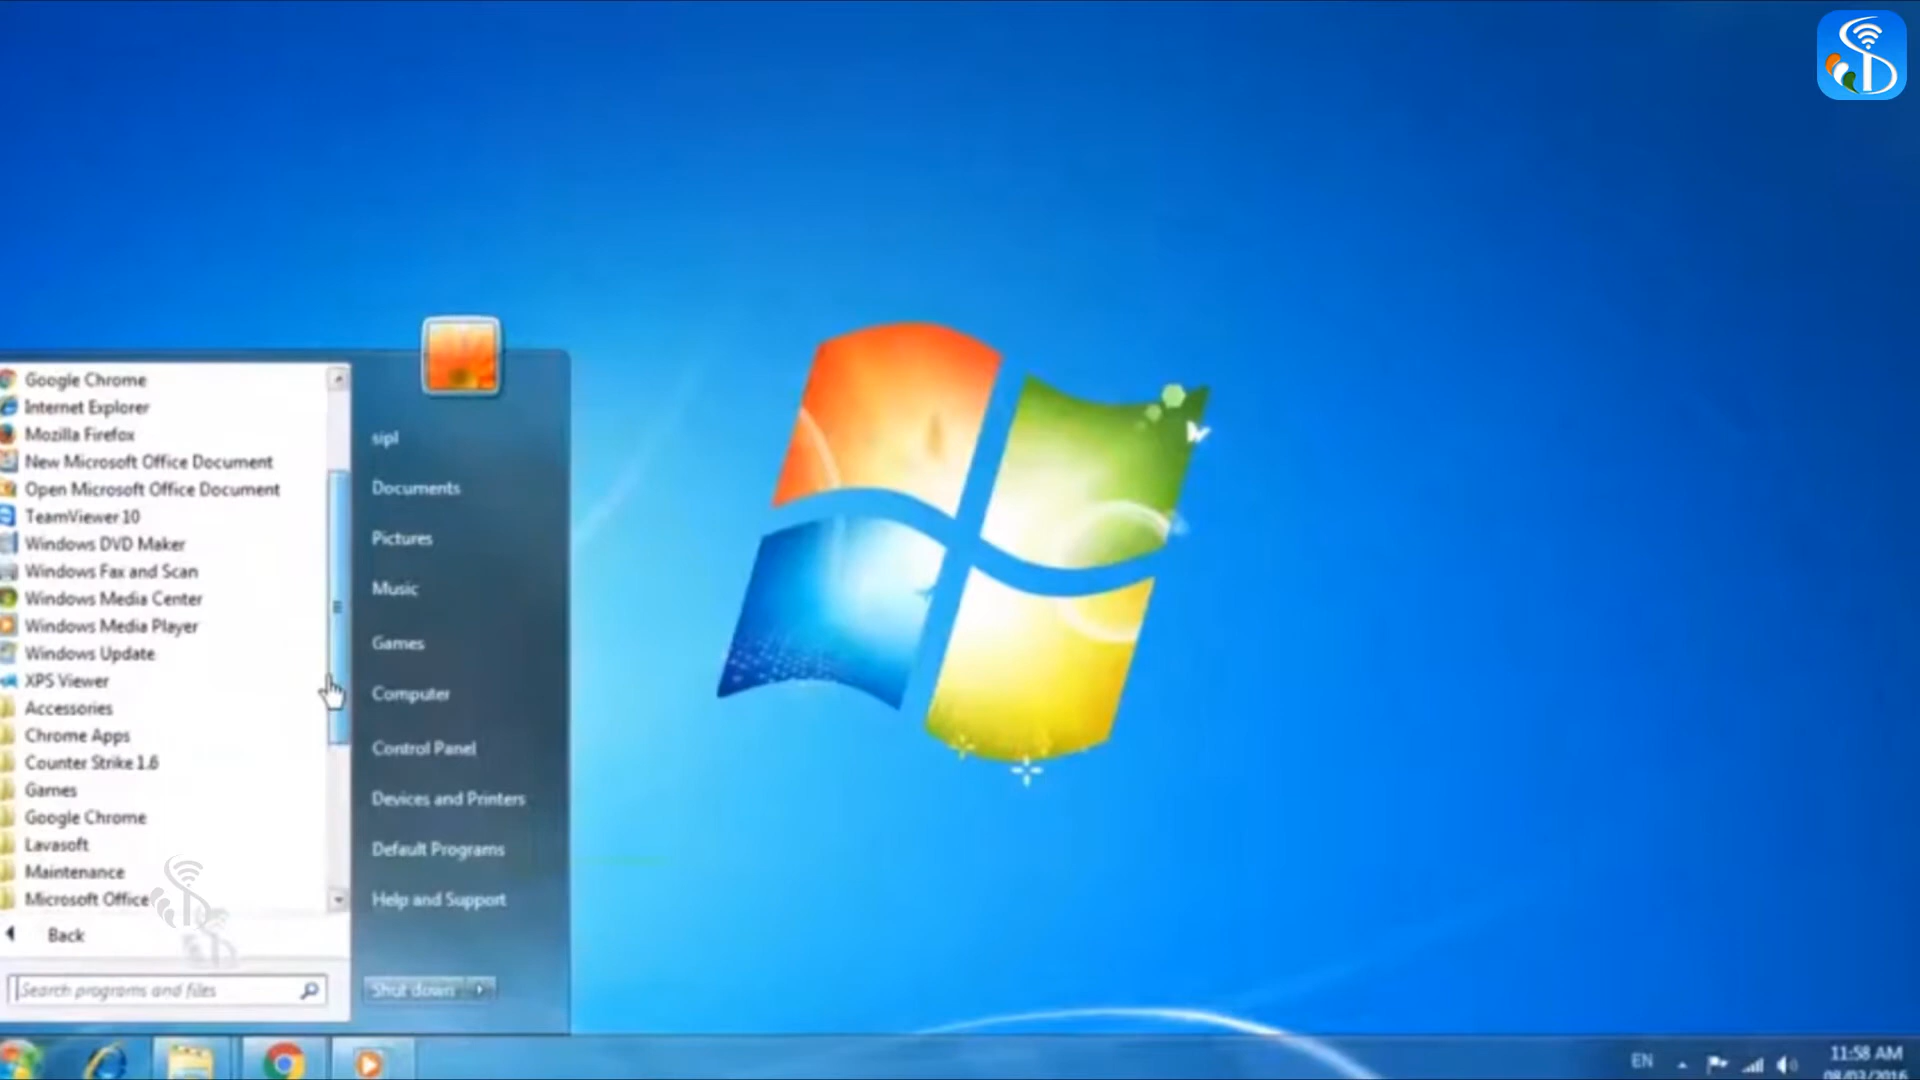 Google Chrome
Internet Explorer
Mozilla Firefox
New Microsoft Office Document
Open Microsoft Office Document
TeamViewer 10
Windows DVD Maker
Windows Fax and Scan
Windows Media Center
Windows Media Player
Windows Update
XPS Viewer
Accessories
Chrome Apps
Counter Strike 1.6
Games
Google Chrome
Lavasoft
Maintenance
Microsoft Office
Back
Search programs and files
sipl
Documents
Pictures
Music
Games
Computer
Control Panel
Devices and Printers
Default Programs
Help and Support
Shut down
EN
11:58 AM
08/03/2016